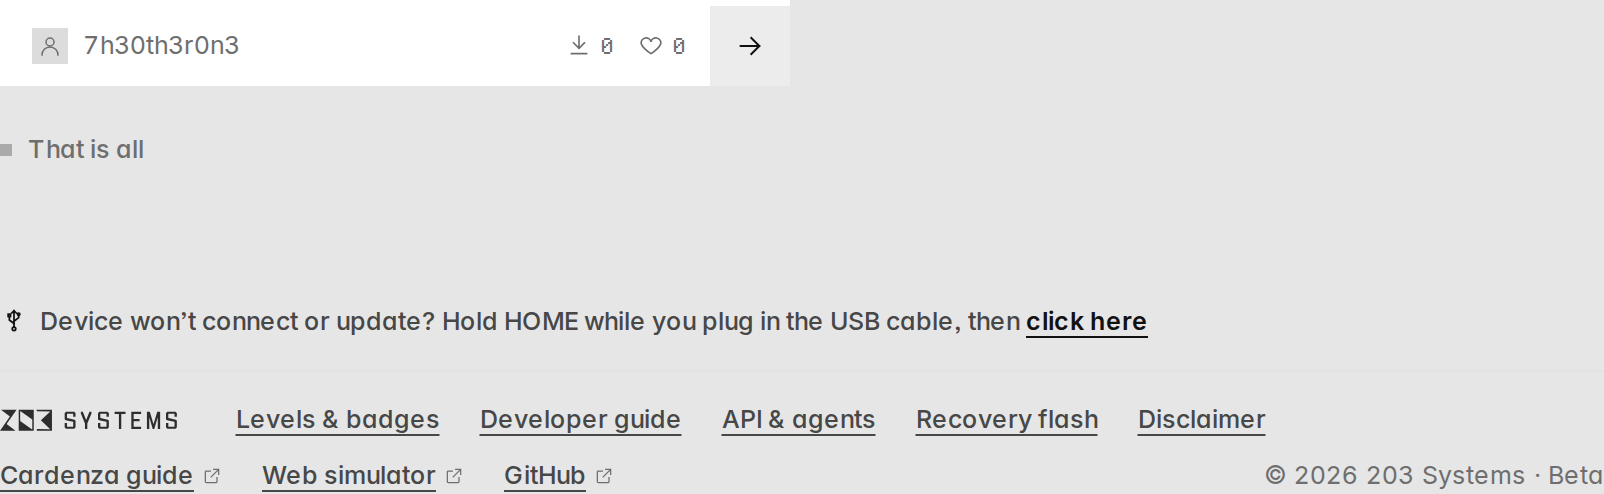 7h30th3r0n3 0 0
That is all
Device won’t connect or update? Hold HOME while you plug in the USB cable, then click here
203 SYSTEMS Levels & badges Developer guide API & agents Recovery flash Disclaimer
Cardenza guide Web simulator GitHub © 2026 203 Systems · Beta